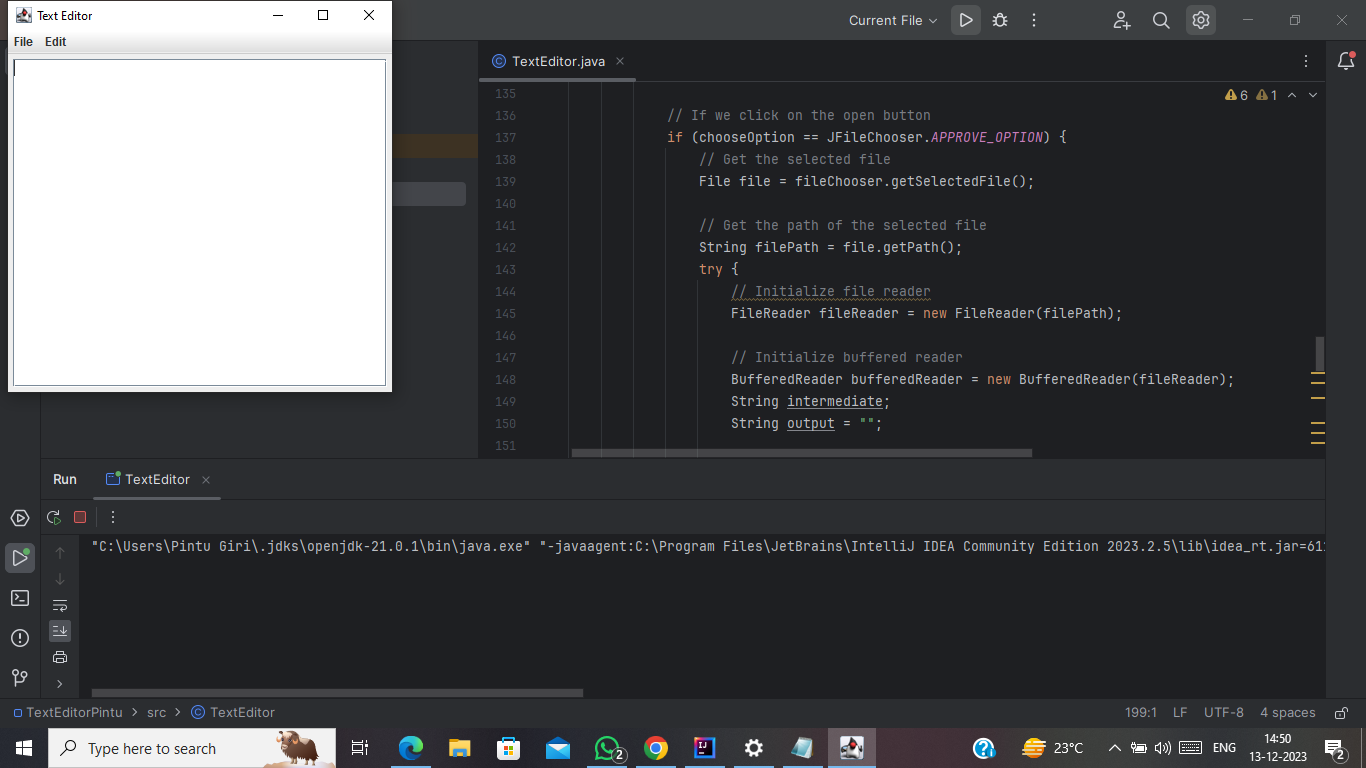 Text Editor
File Edit
Current File
TextEditor.java
6 1
135
136 // If we click on the open button
137 if (chooseOption == JFileChooser.APPROVE_OPTION) {
138 // Get the selected file
139 File file = fileChooser.getSelectedFile();
140
141 // Get the path of the selected file
142 String filePath = file.getPath();
143 try {
144 // Initialize file reader
145 FileReader fileReader = new FileReader(filePath);
146
147 // Initialize buffered reader
148 BufferedReader bufferedReader = new BufferedReader(fileReader);
149 String intermediate;
150 String output = "";
151
Run TextEditor
"C:\Users\Pintu Giri\.jdks\openjdk-21.0.1\bin\java.exe" "-javaagent:C:\Program Files\JetBrains\IntelliJ IDEA Community Edition 2023.2.5\lib\idea_rt.jar=61
TextEditorPintu > src > TextEditor 199:1 LF UTF-8 4 spaces
Type here to search 2 23°C ENG 14:50 2
13-12-2023